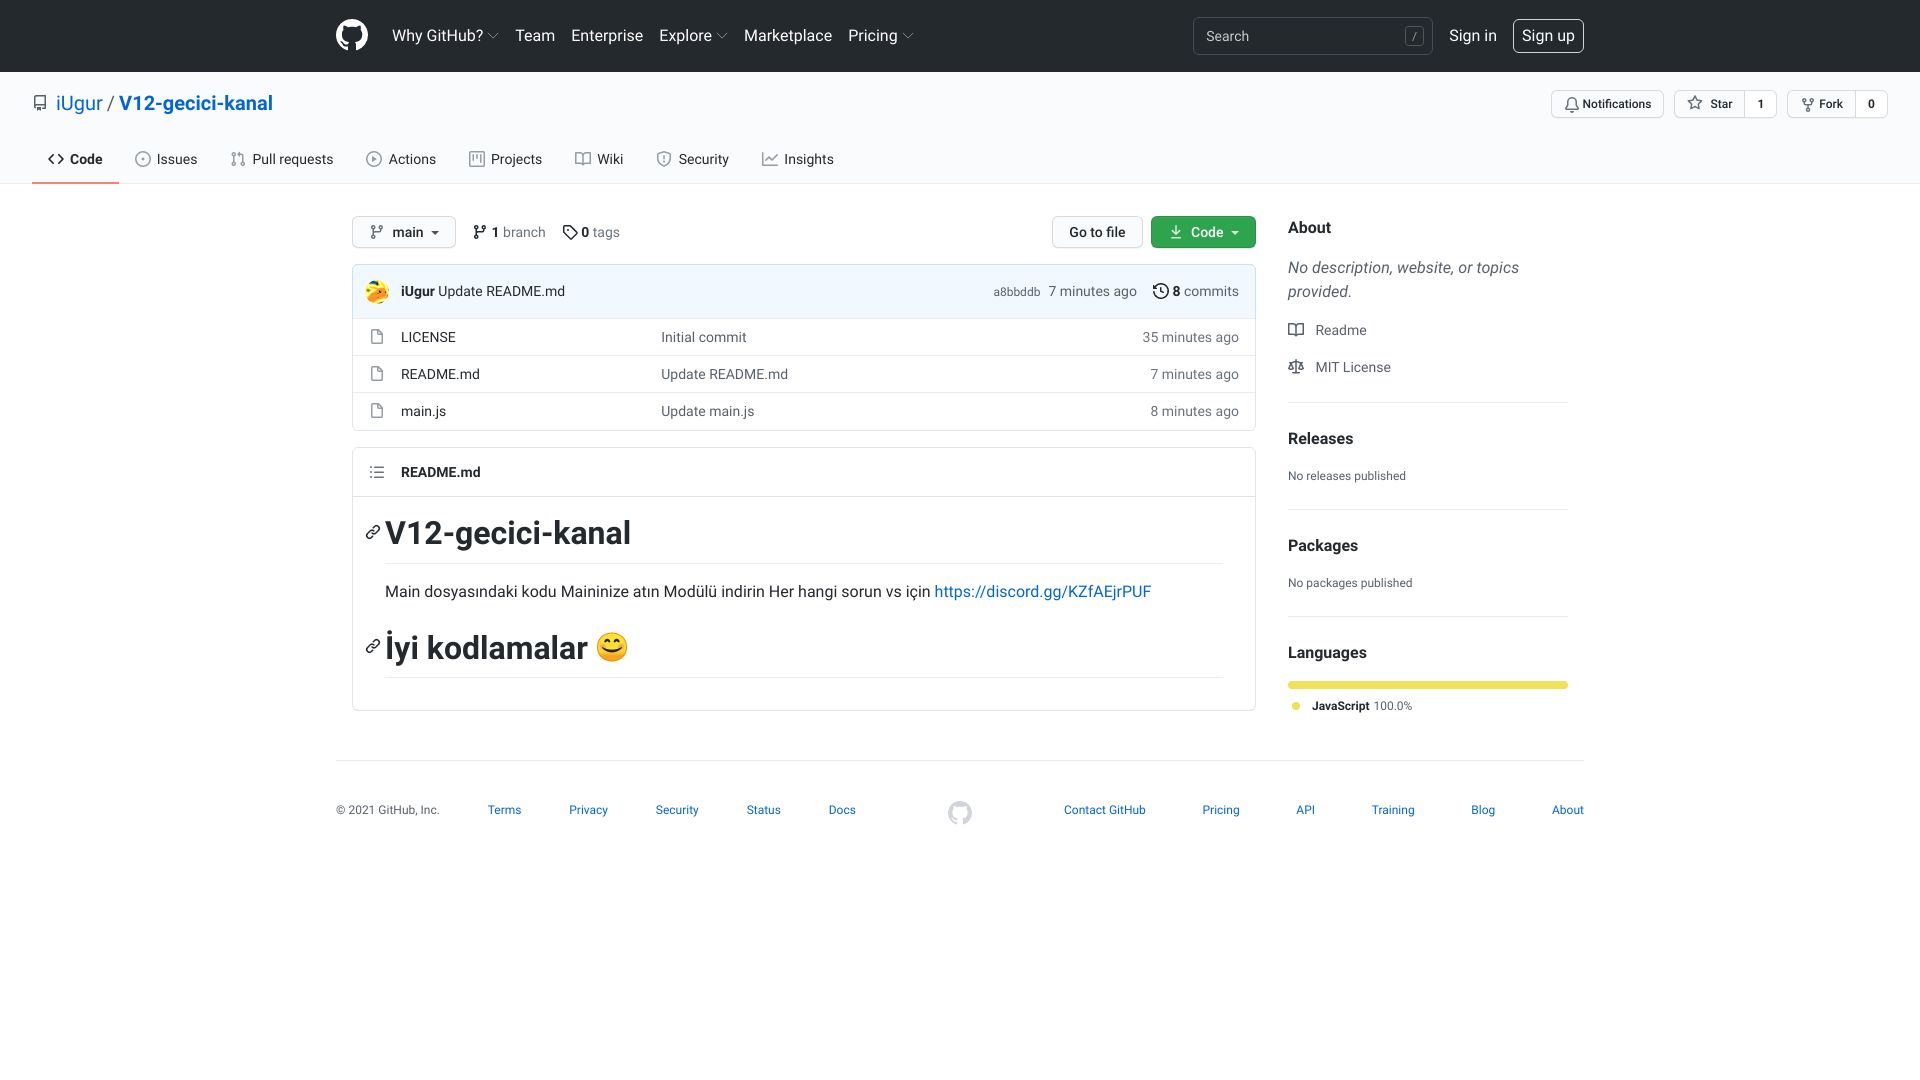 Why GitHub? Team Enterprise Explore Marketplace Pricing Search / Sign in Sign up
iUgur / V12-gecici-kanal Notifications Star 1 Fork 0
Code Issues Pull requests Actions Projects Wiki Security Insights
main 1 branch 0 tags Go to file Code
iUgur Update README.md a8bbddb 7 minutes ago 8 commits
LICENSE Initial commit 35 minutes ago
README.md Update README.md 7 minutes ago
main.js Update main.js 8 minutes ago
README.md
V12-gecici-kanal
Main dosyasındaki kodu Maininize atın Modülü indirin Her hangi sorun vs için https://discord.gg/KZfAEjrPUF
İyi kodlamalar 😊
About
No description, website, or topics
provided.
Readme
MIT License
Releases
No releases published
Packages
No packages published
Languages
JavaScript 100.0%
© 2021 GitHub, Inc. Terms Privacy Security Status Docs Contact GitHub Pricing API Training Blog About